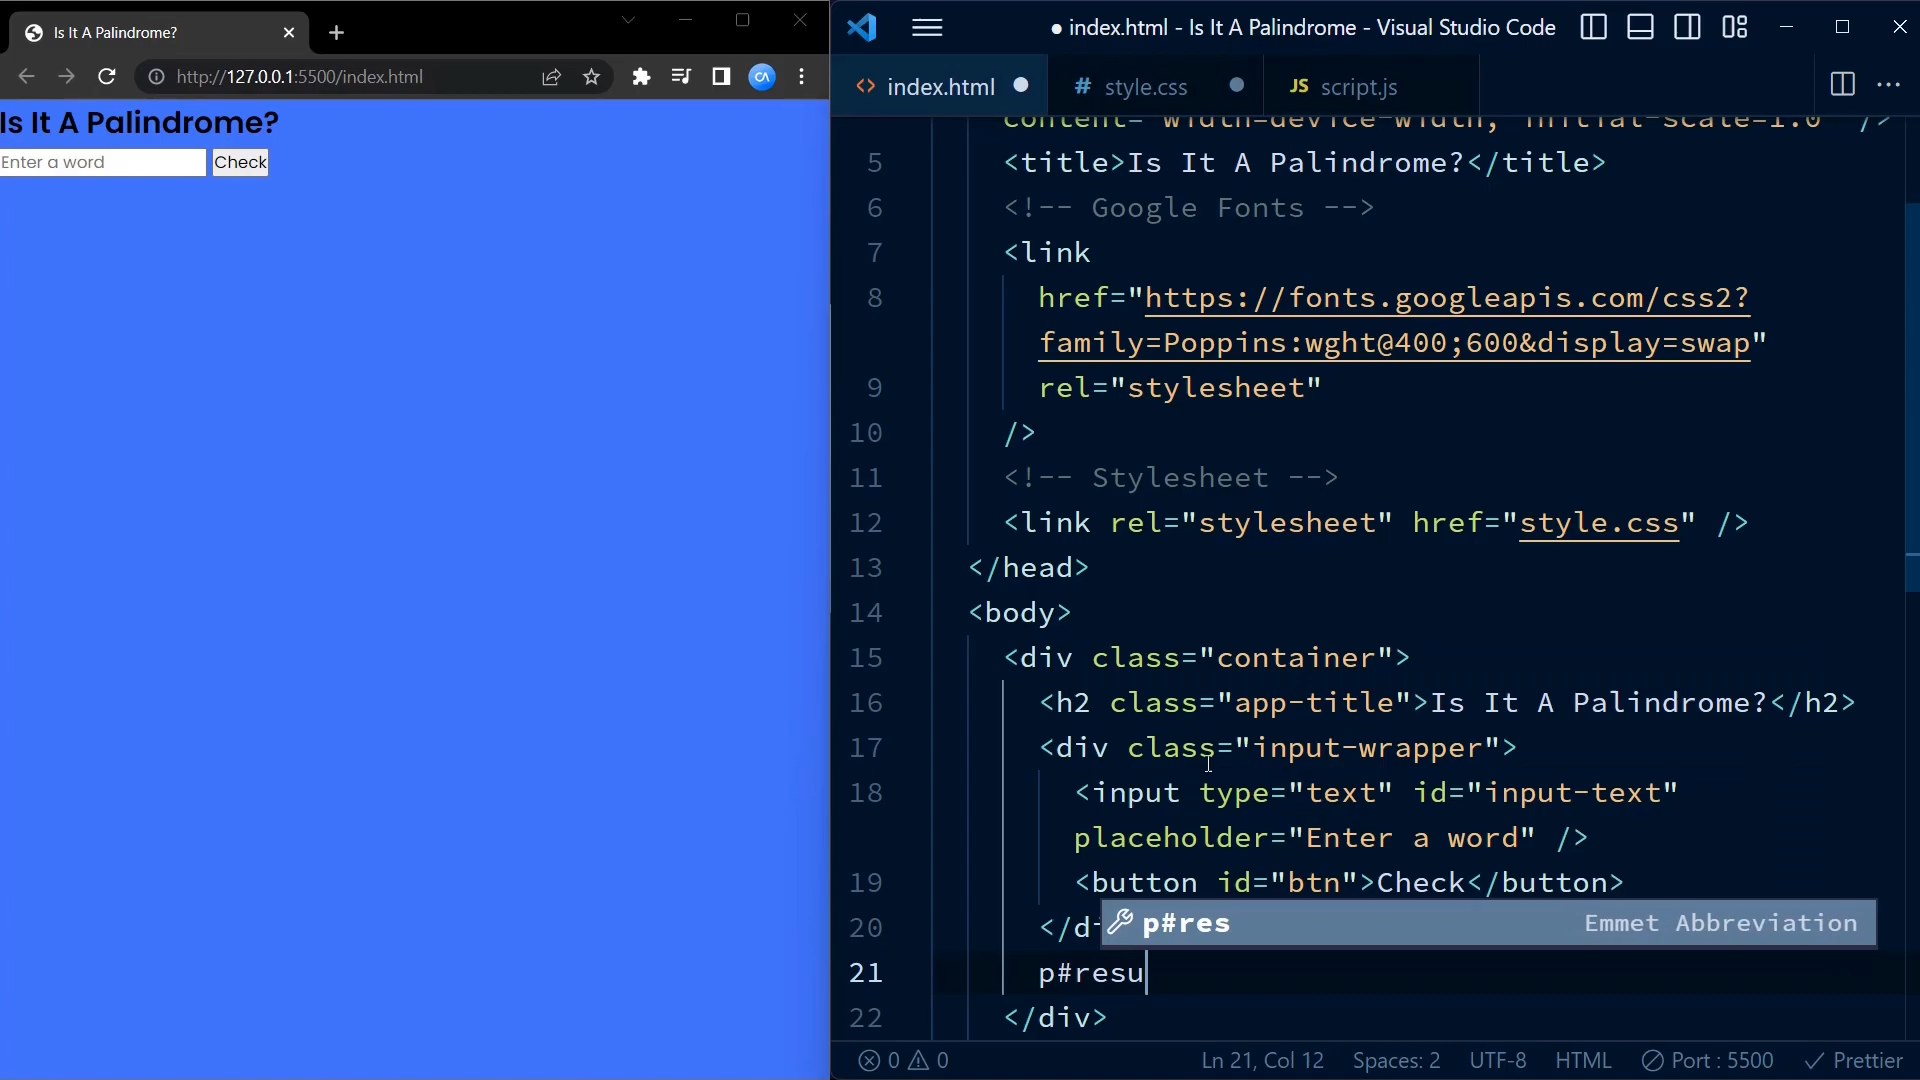 Is It A Palindrome?
http://127.0.0.1:5500/index.html
CA
Is It A Palindrome?
Enter a word
Check
index.html - Is It A Palindrome - Visual Studio Code
<> index.html
# style.css
JS script.js
content="width=device-width, initial-scale=1.0" />
5 <title>Is It A Palindrome?</title>
6 <!-- Google Fonts -->
7 <link
8 href="https://fonts.googleapis.com/css2?
family=Poppins:wght@400;600&display=swap"
9 rel="stylesheet"
10 />
11 <!-- Stylesheet -->
12 <link rel="stylesheet" href="style.css" />
13 </head>
14 <body>
15 <div class="container">
16 <h2 class="app-title">Is It A Palindrome?</h2>
17 <div class="input-wrapper">
18 <input type="text" id="input-text"
placeholder="Enter a word" />
19 <button id="btn">Check</button>
20 </di
p#res Emmet Abbreviation
21 p#resu
22 </div>
0 0 Ln 21, Col 12 Spaces: 2 UTF-8 HTML Port : 5500 Prettier